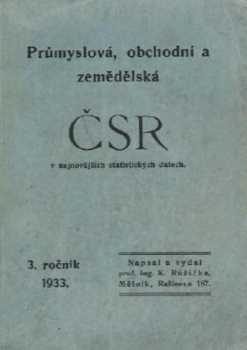 Průmyslová, obchodní a
zemědělská
ČSR
v nejnovějších statistických datech.
3. ročník
1933.
Napsal a vydal
prof. Ing. K. Růžička,
Mělník, Rašínova 167.